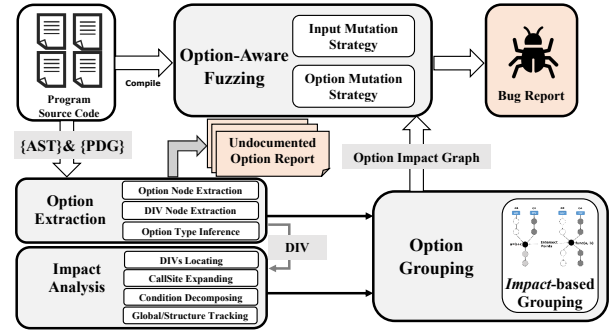 Program
Source Code
Compile
Option-Aware
Fuzzing
Input Mutation
Strategy
Option Mutation
Strategy
Bug Report
{AST}& {PDG}
Undocumented
Option Report
Option Impact Graph
Option
Extraction
Option Node Extraction
DIV Node Extraction
Option Type Inference
DIV
Impact
Analysis
DIVs Locating
CallSite Expanding
Condition Decomposing
Global/Structure Tracking
Option
Grouping
Impact-based
Grouping